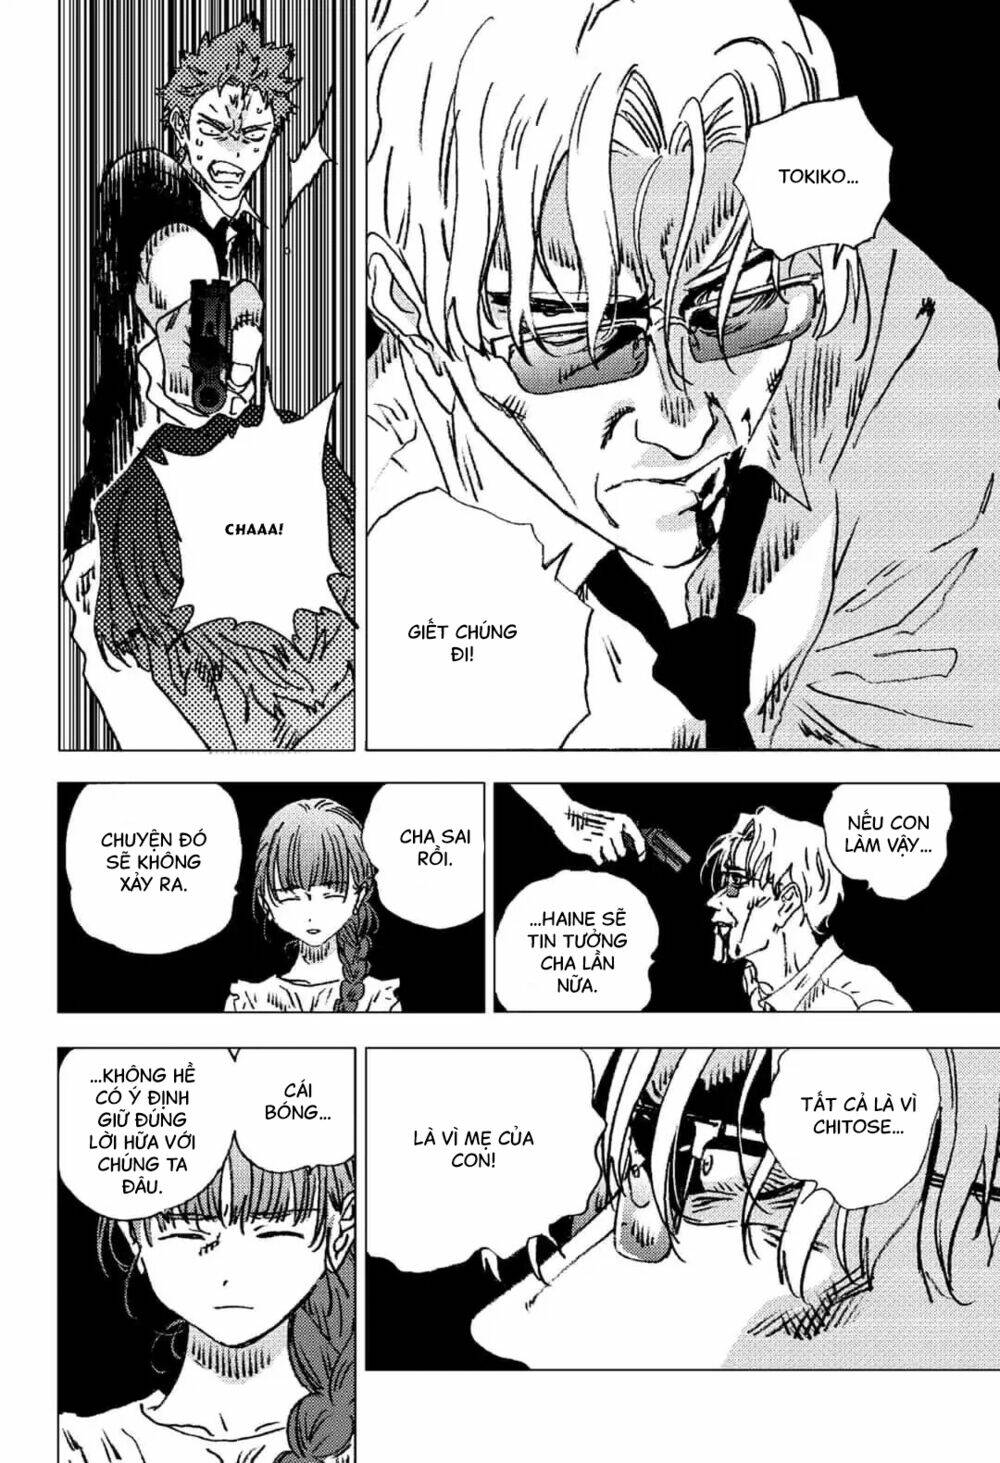 TOKIKO...
GIẾT CHÚNG
ĐI!
CHAAA!
NẾU CON
LÀM VẬY...
...HAINE SẼ
TIN TƯỞNG
CHA LẦN
NỮA.
CHA SAI
RỒI.
CHUYỆN ĐÓ
SẼ KHÔNG
XẢY RA.
TẤT CẢ LÀ VÌ
CHITOSE...
LÀ VÌ MẸ CỦA
CON!
CÁI
BÓNG...
...KHÔNG HỀ
CÓ Ý ĐỊNH
GIỮ ĐÚNG
LỜI HỨA VỚI
CHÚNG TA
ĐÂU.